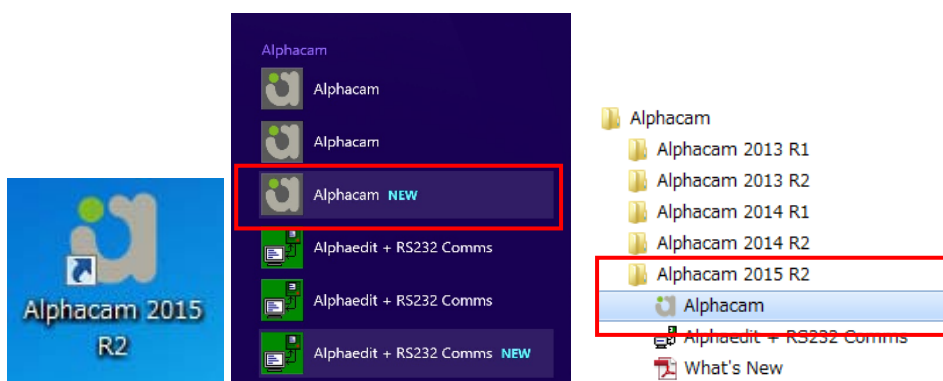 Alphacam 2015
R2
Alphacam
Alphacam
Alphacam
Alphacam NEW
Alphaedit + RS232 Comms
Alphaedit + RS232 Comms
Alphaedit + RS232 Comms NEW
Alphacam
Alphacam 2013 R1
Alphacam 2013 R2
Alphacam 2014 R1
Alphacam 2014 R2
Alphacam 2015 R2
Alphacam
Alphaedit + RS232 Comms
What's New